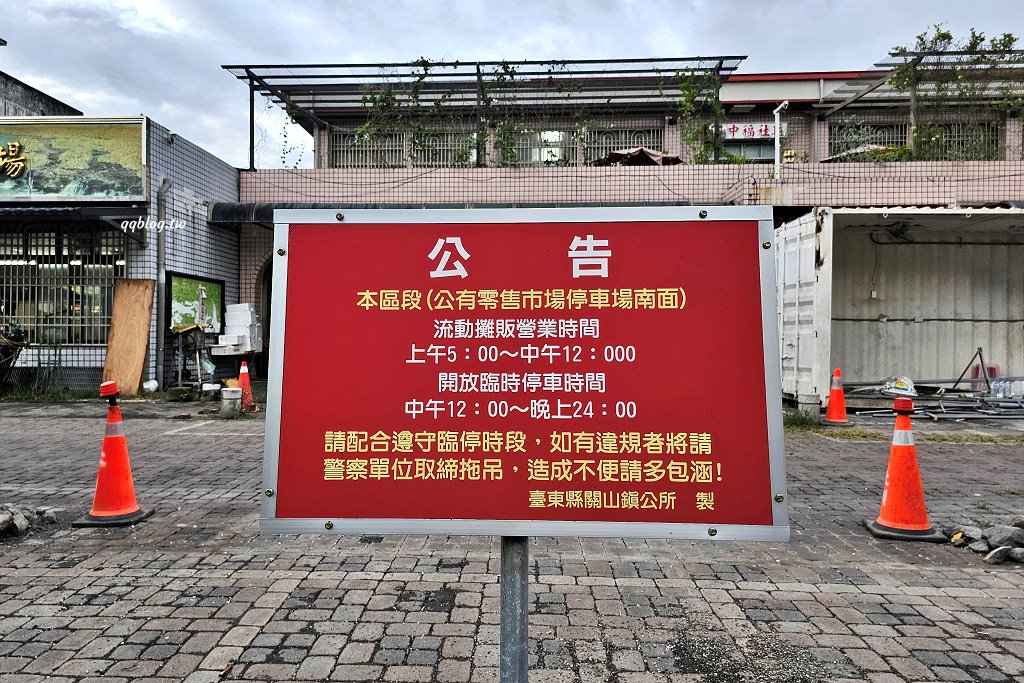 公告
本區段(公有零售市場停車場南面)
流動攤販營業時間
上午5：00～中午12：000
開放臨時停車時間
中午12：00～晚上24：00
請配合遵守臨停時段，如有違規者將請
警察單位取締拖吊，造成不便請多包涵!
臺東縣關山鎮公所 製
qqblog.tw
中福社區
場